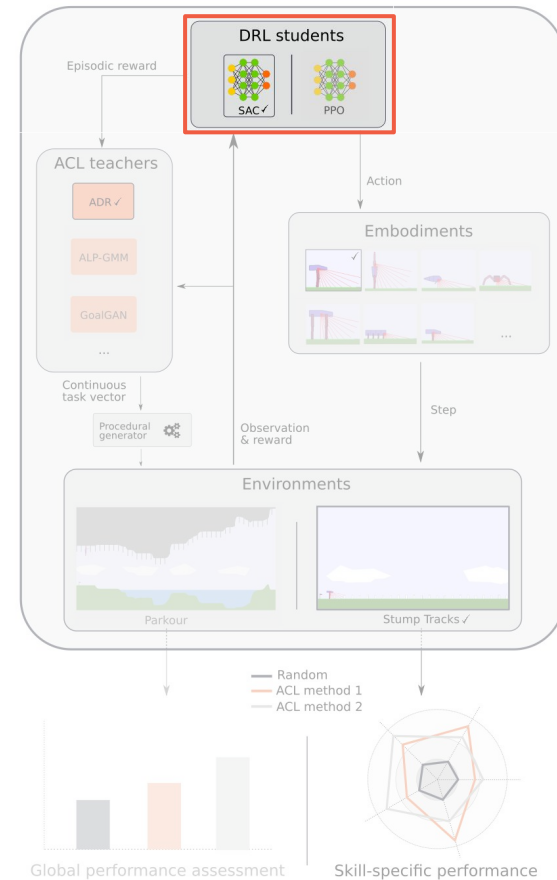 DRL students
SAC✓
PPO
Episodic reward
ACL teachers
ADR ✓
ALP-GMM
GoalGAN
...
Action
Embodiments
✓
...
Continuous
task vector
Procedural
generator
Observation
& reward
Step
Environments
Parkour
Stump Tracks✓
Random
ACL method 1
ACL method 2
Global performance assessment
Skill-specific performance